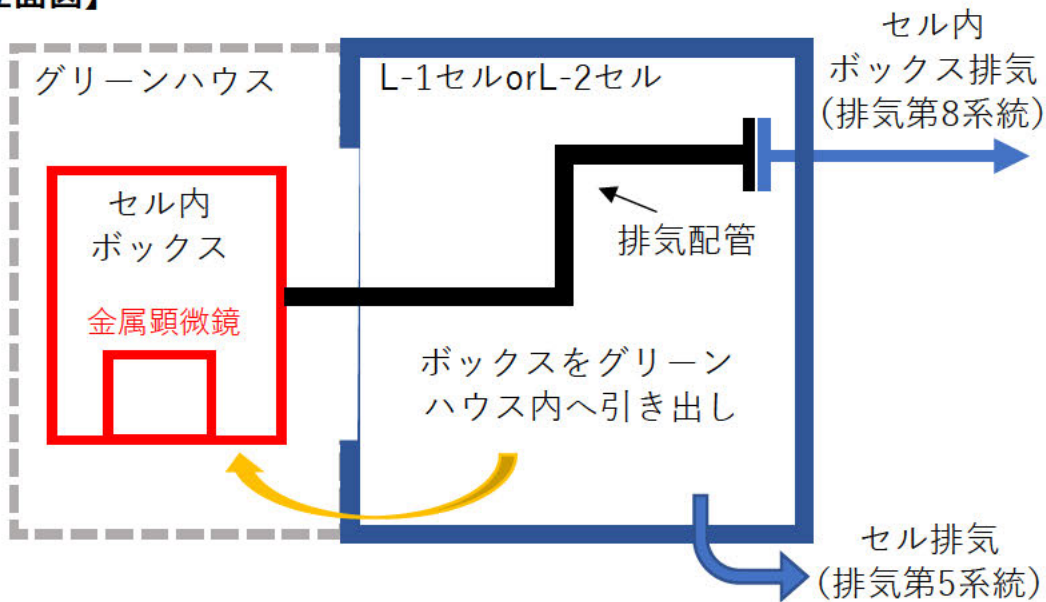 面図】
グリーンハウス
L-1セルorL-2セル
セル内
ボックス排気
(排気第8系統)
セル内
ボックス
排気配管
金属顕微鏡
ボックスをグリーン
ハウス内へ引き出し
セル排気
(排気第5系統)